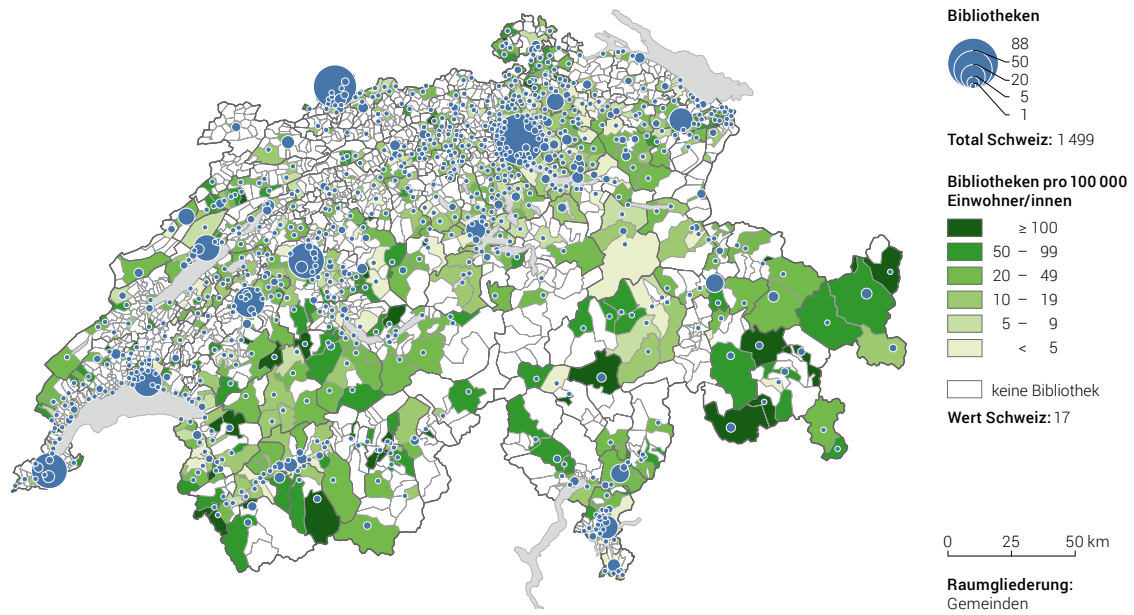 Bibliotheken
88
50
20
5
1
Total Schweiz: 1 499
Bibliotheken pro 100 000
Einwohner/innen
≥ 100
50 – 99
20 – 49
10 – 19
5 – 9
< 5
keine Bibliothek
Wert Schweiz: 17
0 25 50 km
Raumgliederung:
Gemeinden